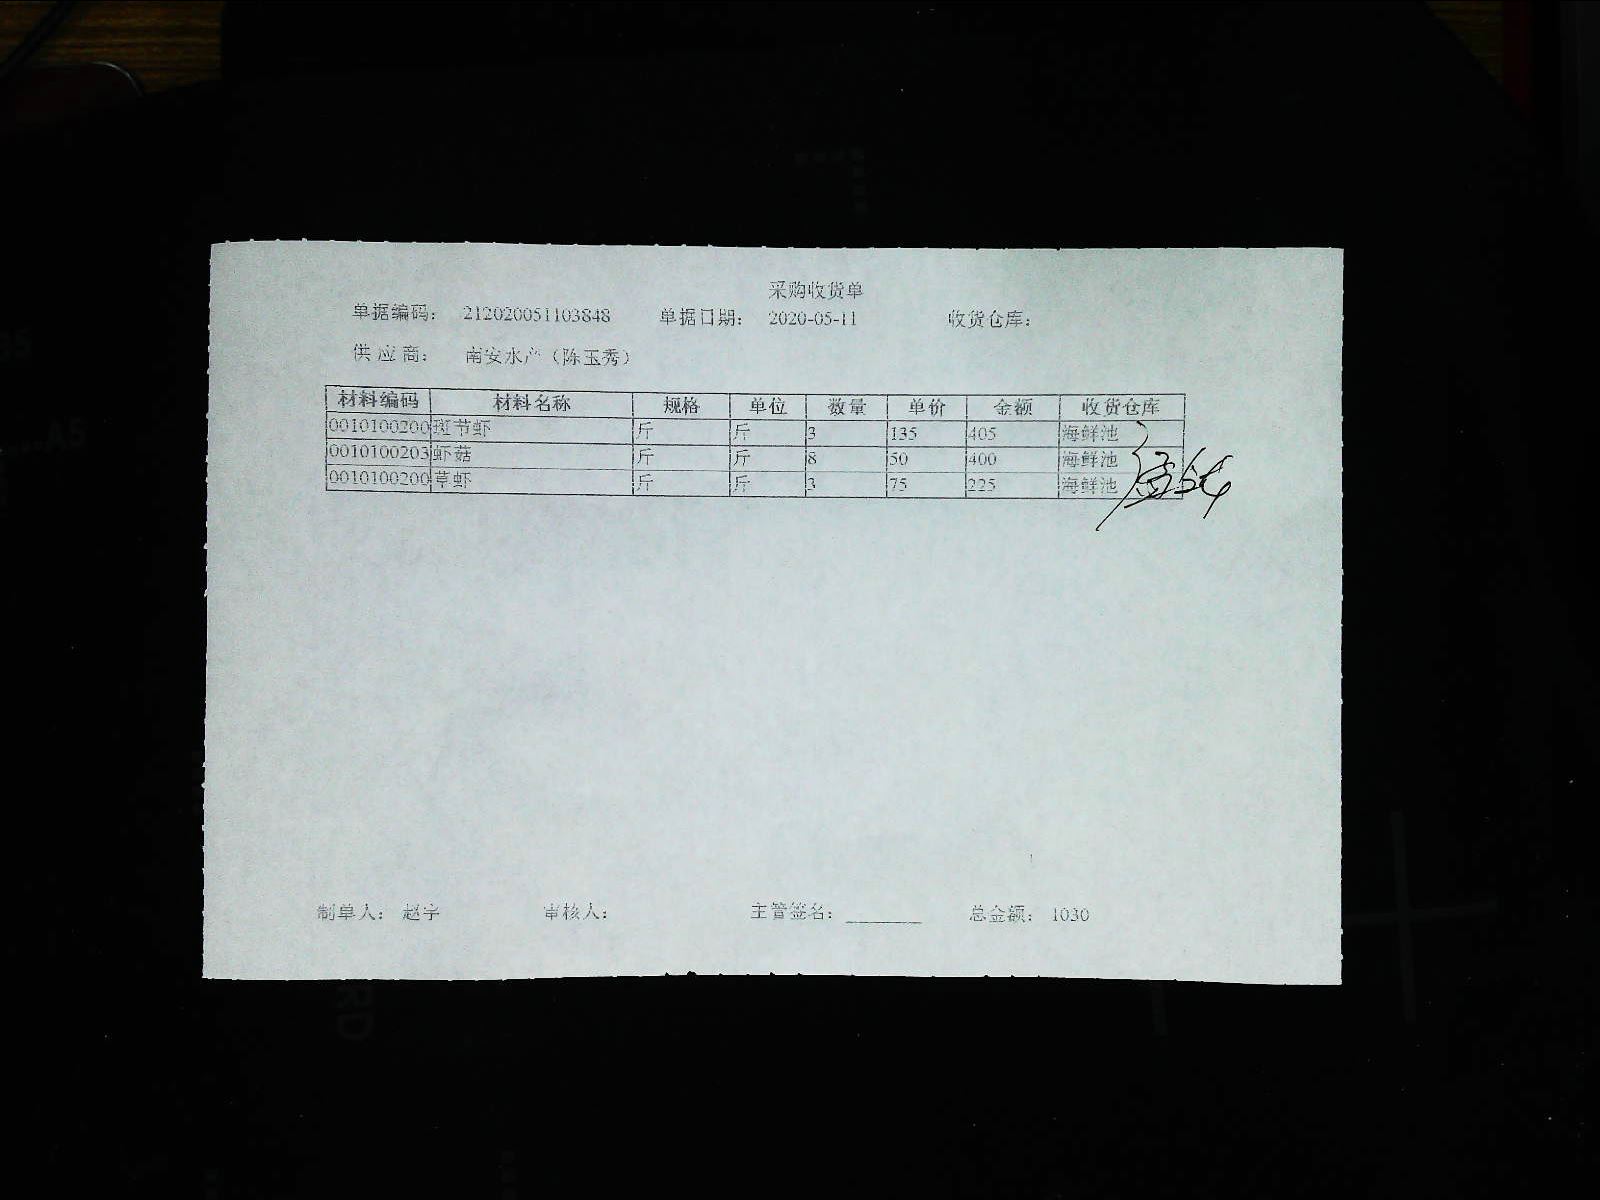 采购收货单
单据编码： 212020051103848 单据日期： 2020-05-11 收货仓库：
供应商： 南安水产（陈玉秀）
材料编码 材料名称 规格 单位 数量 单价 金额 收货仓库
0010100200 斑节虾 斤 斤 3 135 405 海鲜池
0010100203 虾菇 斤 斤 8 50 400 海鲜池
0010100200 草虾 斤 斤 3 75 225 海鲜池
制单人： 赵宇 审核人： 主管签名： 总金额： 1030